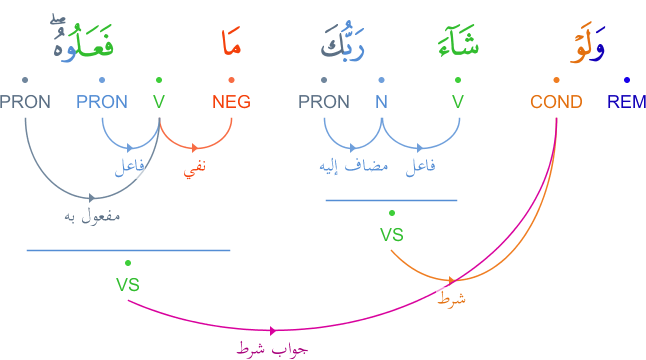 وَلَوْ شَآءَ رَبُّكَ مَا فَعَلُوهُ ۖ
REM COND V N PRON NEG V PRON PRON
فاعل مضاف إليه نفي فاعل
مفعول به
VS
VS
شرط
جواب شرط